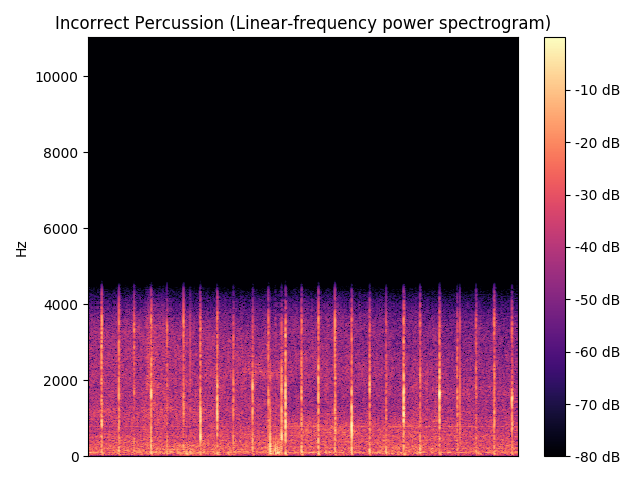 Incorrect Percussion (Linear-frequency power spectrogram)
10000
8000
6000
4000
2000
0
Hz
-10 dB
-20 dB
-30 dB
-40 dB
-50 dB
-60 dB
-70 dB
-80 dB